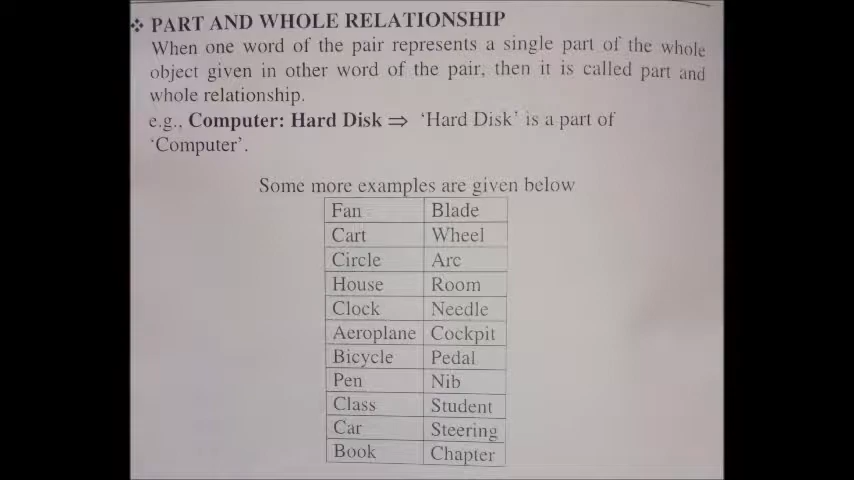 ❖ PART AND WHOLE RELATIONSHIP
When one word of the pair represents a single part of the whole
object given in other word of the pair, then it is called part and
whole relationship.
e.g., Computer: Hard Disk ⇒ ‘Hard Disk’ is a part of
‘Computer’.
Some more examples are given below
Fan Blade
Cart Wheel
Circle Arc
House Room
Clock Needle
Aeroplane Cockpit
Bicycle Pedal
Pen Nib
Class Student
Car Steering
Book Chapter